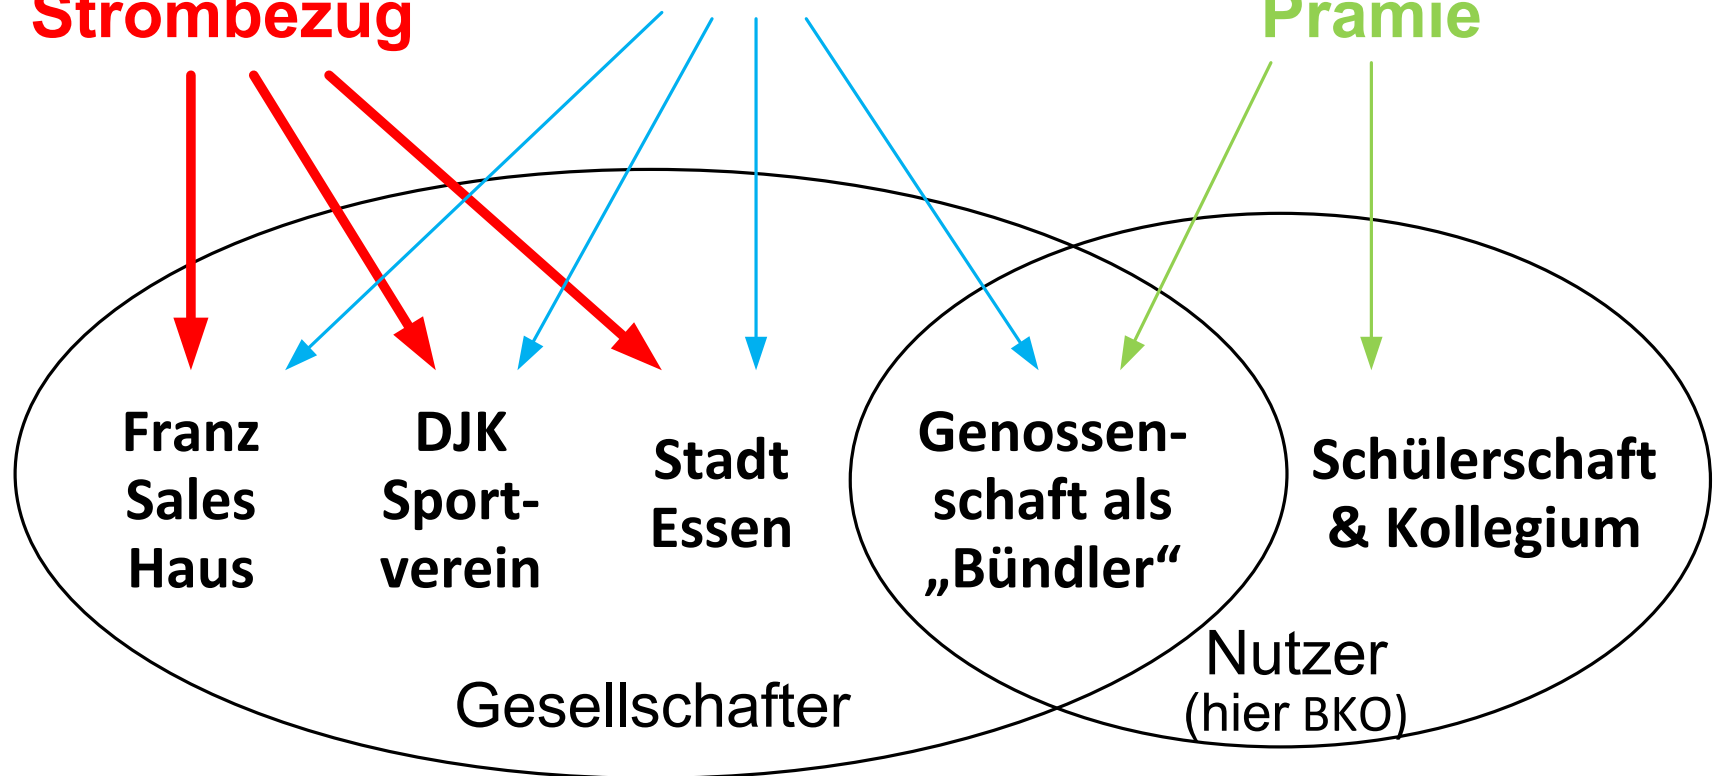 Strombezug
Prämie
Franz
Sales
Haus
DJK
Sport-
verein
Stadt
Essen
Genossen-
schaft als
„Bündler“
Schülerschaft
& Kollegium
Gesellschafter
Nutzer
(hier BKO)